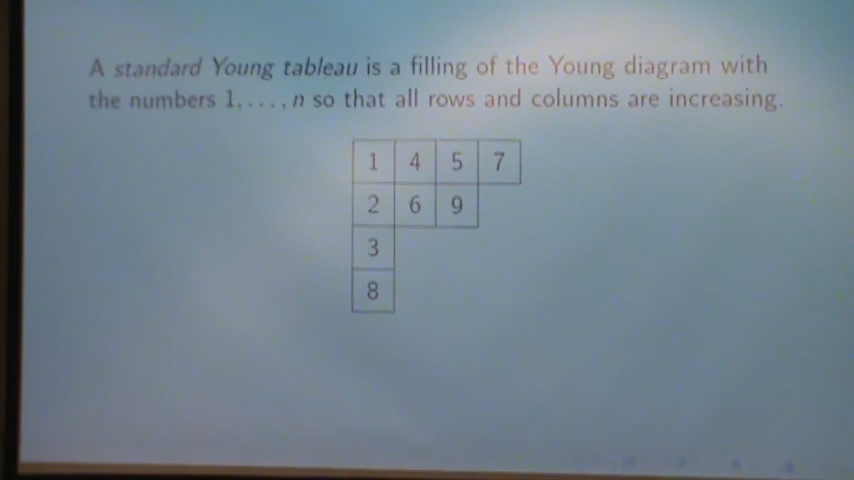 A standard Young tableau is a filling of the Young diagram with
the numbers 1, . . . , n so that all rows and columns are increasing.
1 4 5 7
2 6 9
3
8